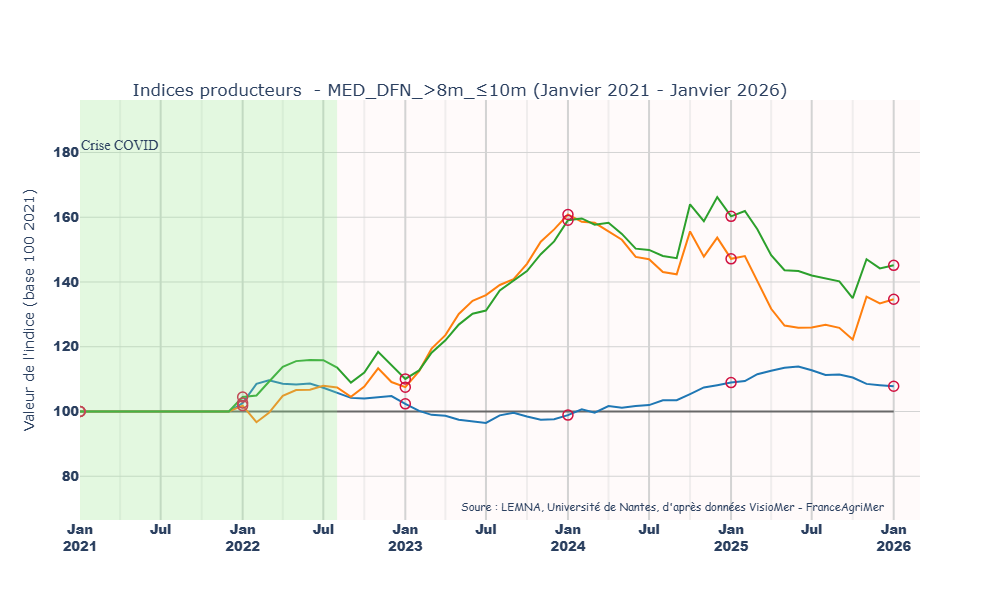 Indices producteurs  - MED_DFN_>8m_≤10m (Janvier 2021 - Janvier 2026)
Crise COVID
Valeur de l'indice (base 100 2021)
180
160
140
120
100
80
Soure : LEMNA, Université de Nantes, d'après données VisioMer - FranceAgriMer
Jan Jul Jan Jul Jan Jul Jan Jul Jan Jul Jan
2021 2022 2023 2024 2025 2026